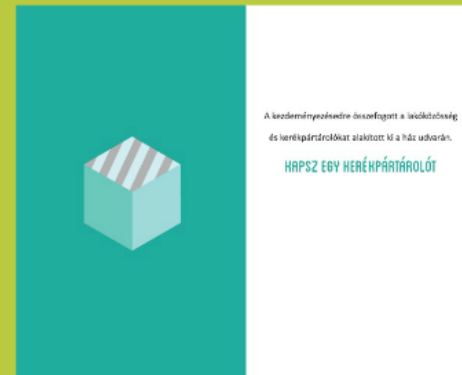 A kezdeményezésedre összefogott a lakóközösség
és kerékpártárolókat alakított ki a ház udvarán.
KAPSZ EGY KERÉKPÁRTÁROLÓT